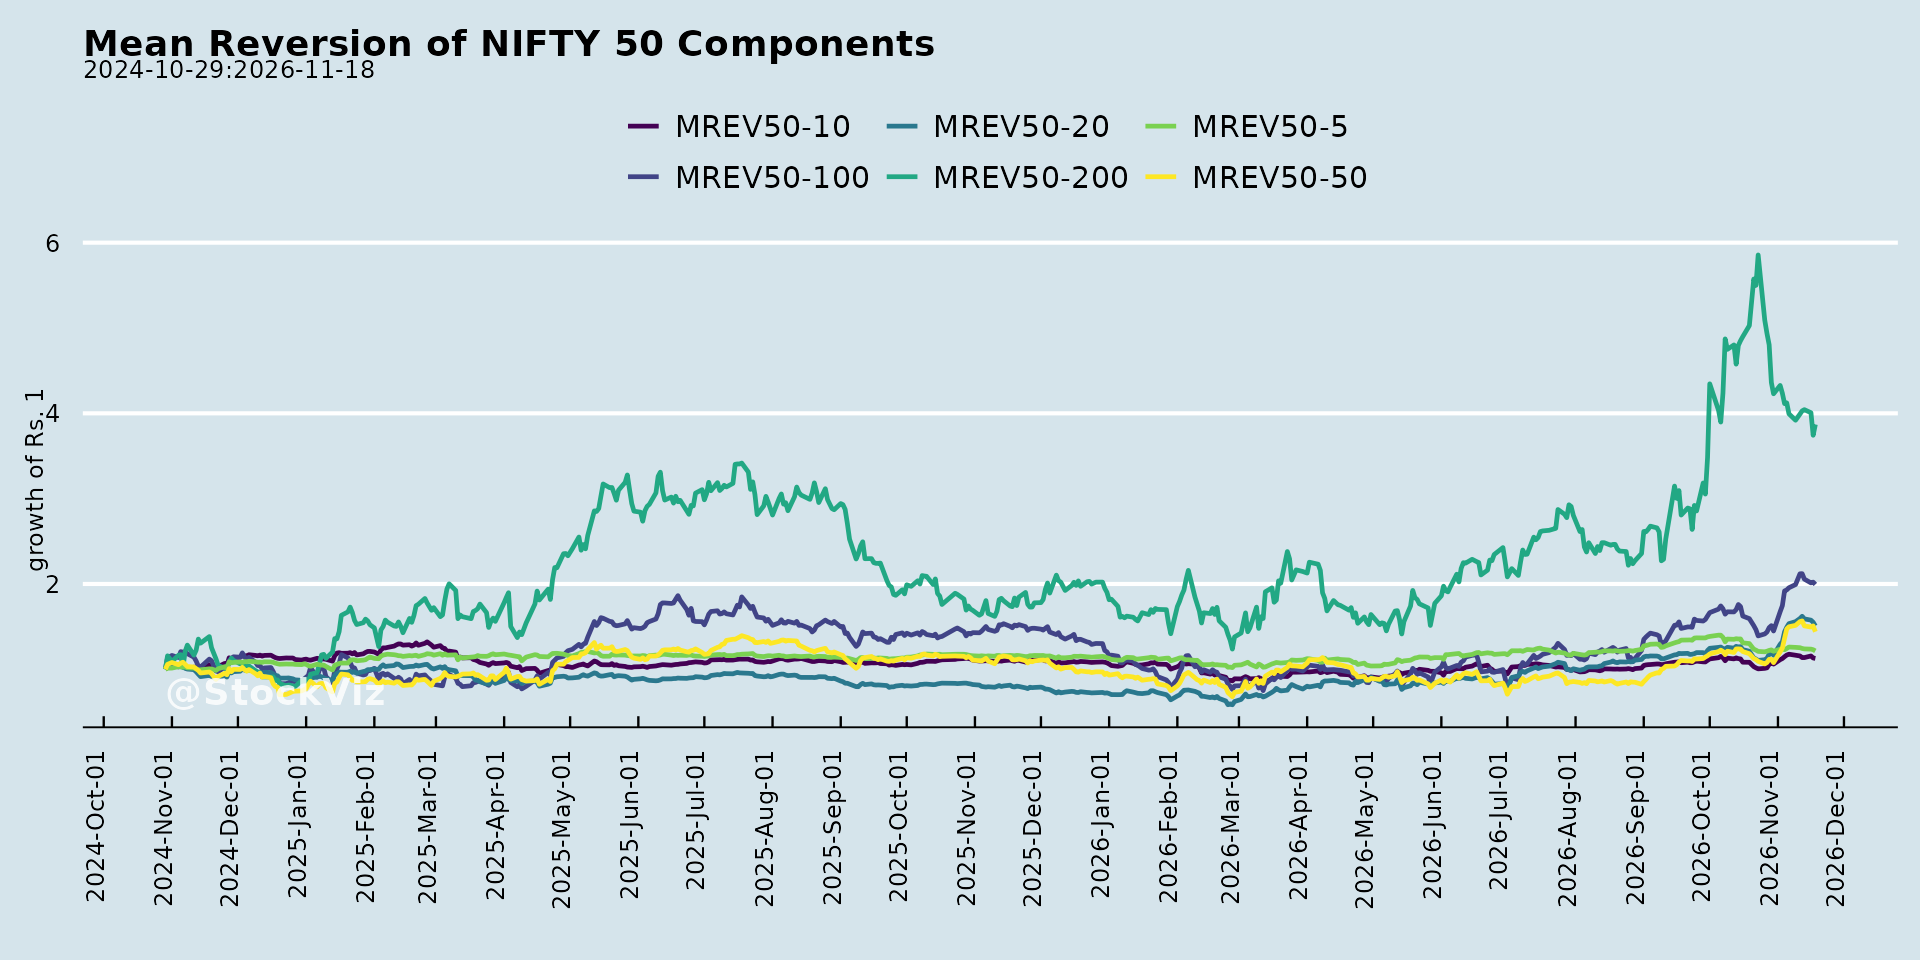 Mean Reversion of NIFTY 50 Components
2024-10-29:2026-11-18
MREV50-10 MREV50-20 MREV50-5
MREV50-100 MREV50-200 MREV50-50
growth of Rs. 1
6
4
2
@StockViz
2024-Oct-01 2024-Nov-01 2024-Dec-01 2025-Jan-01 2025-Feb-01 2025-Mar-01 2025-Apr-01 2025-May-01 2025-Jun-01 2025-Jul-01 2025-Aug-01 2025-Sep-01 2025-Oct-01 2025-Nov-01 2025-Dec-01 2026-Jan-01 2026-Feb-01 2026-Mar-01 2026-Apr-01 2026-May-01 2026-Jun-01 2026-Jul-01 2026-Aug-01 2026-Sep-01 2026-Oct-01 2026-Nov-01 2026-Dec-01